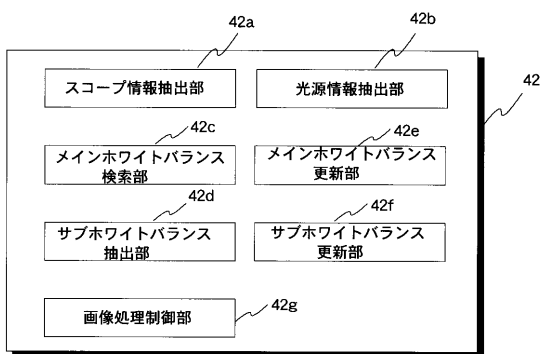 42a
42b
42
スコープ情報抽出部
光源情報抽出部
42c
42e
メインホワイトバランス
検索部
メインホワイトバランス
更新部
42d
42f
サブホワイトバランス
抽出部
サブホワイトバランス
更新部
画像処理制御部
42g